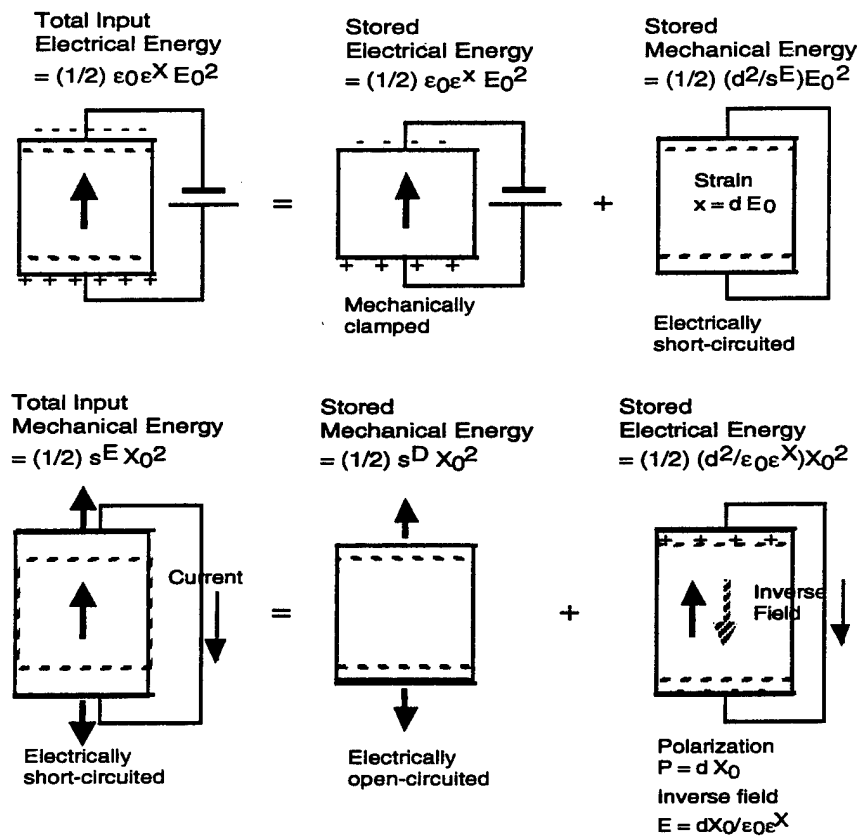 Total Input
Electrical Energy
= (1/2) ε0εX E0²
Stored
Electrical Energy
= (1/2) ε0εx E0²
Stored
Mechanical Energy
= (1/2) (d²/sE)E0²
- - - - - - -
+ + + + + +
=
- - - -
+ + + +
Mechanically
clamped
+
Strain
x = d E0
Electrically
short-circuited
Total Input
Mechanical Energy
= (1/2) sE X0²
Stored
Mechanical Energy
= (1/2) sD X0²
Stored
Electrical Energy
= (1/2) (d²/ε0εX)X0²
Current
Electrically
short-circuited
=
Electrically
open-circuited
+
+ + + +
Inverse
Field
Polarization
P = d X0
Inverse field
E = dX0/ε0εX